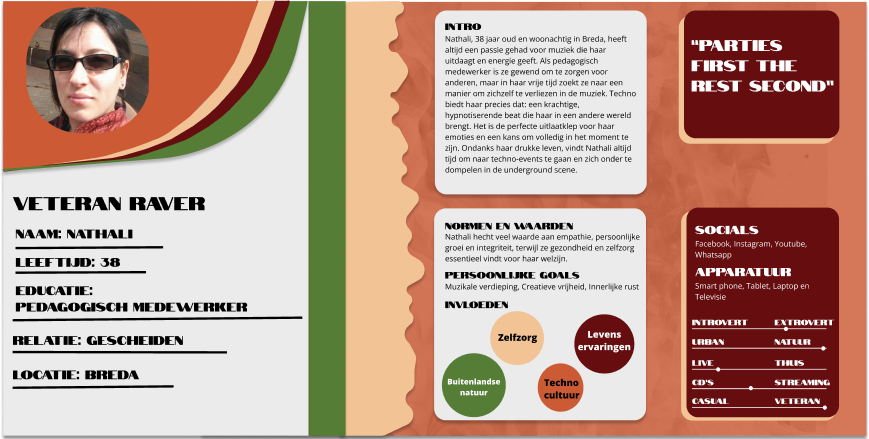 VETERAN RAVER
NAAM: NATHALI
LEEFTIJD: 38
EDUCATIE:
PEDAGOGISCH MEDEWERKER
RELATIE: GESCHEIDEN
LOCATIE: BREDA
INTRO
Nathali, 38 jaar oud en woonachtig in Breda, heeft
altijd een passie gehad voor muziek die haar
uitdaagt en energie geeft. Als pedagogisch
medewerker is ze gewend om te zorgen voor
anderen, maar in haar vrije tijd zoekt ze naar een
manier om zichzelf te verliezen in de muziek. Techno
biedt haar precies dat: een krachtige,
hypnotiserende beat die haar in een andere wereld
brengt. Het is de perfecte uitlaatklep voor haar
emoties en een kans om volledig in het moment te
zijn. Ondanks haar drukke leven, vindt Nathali altijd
tijd om naar techno-events te gaan en zich onder te
dompelen in de underground scene.
NORMEN EN WAARDEN
Nathali hecht veel waarde aan empathie, persoonlijke
groei en integriteit, terwijl ze gezondheid en zelfzorg
essentieel vindt voor haar welzijn.
PERSOONLIJKE GOALS
Muzikale verdieping, Creatieve vrijheid, Innerlijke rust
INVLOEDEN
Zelfzorg
Levens
ervaringen
Buitenlandse
natuur
Techno
cultuur
"PARTIES
FIRST THE
REST SECOND"
SOCIALS
Facebook, Instagram, Youtube,
Whatsapp
APPARATUUR
Smart phone, Tablet, Laptop en
Televisie
INTROVERT EXTROVERT
URBAN NATUUR
LIVE THUIS
CD'S STREAMING
CASUAL VETERAN